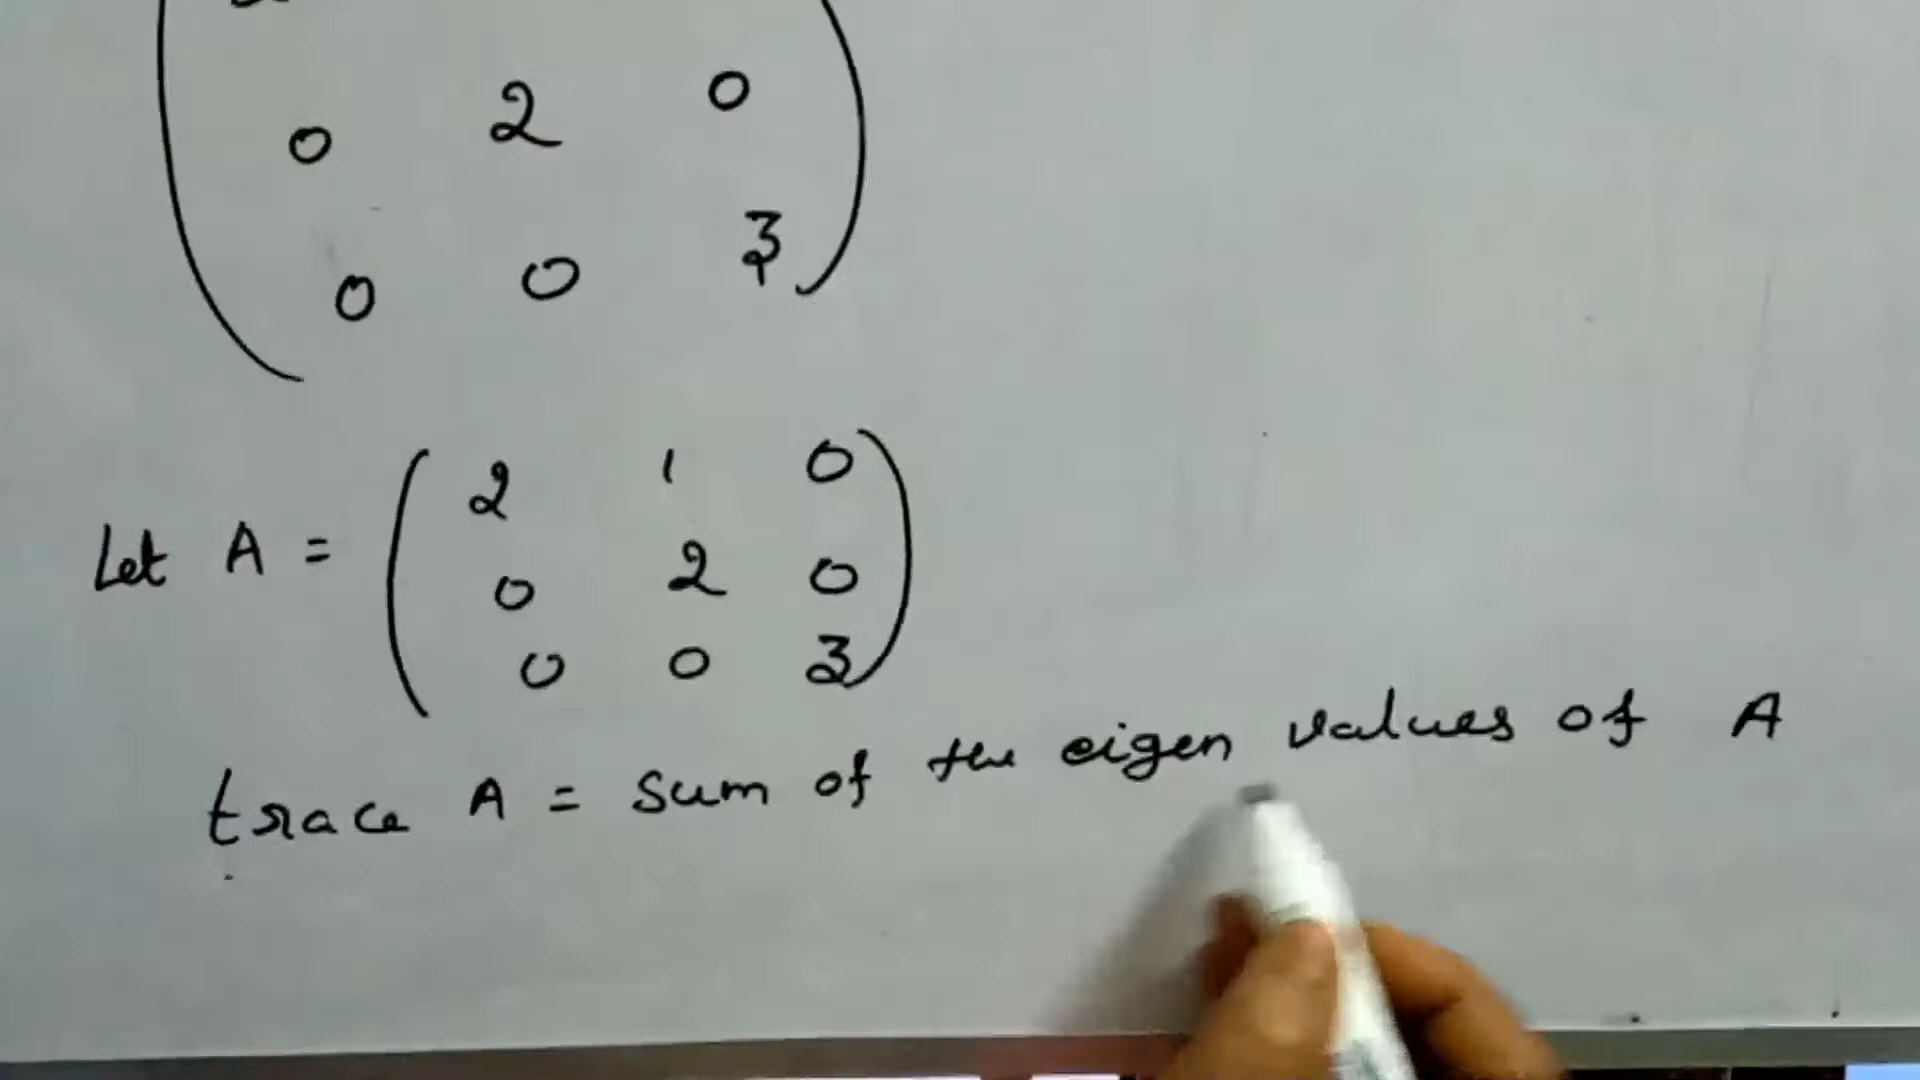 0 2 0
0 0 3
2 1 0
Let A = 0 2 0
0 0 3
trace A = sum of the eigen values of A